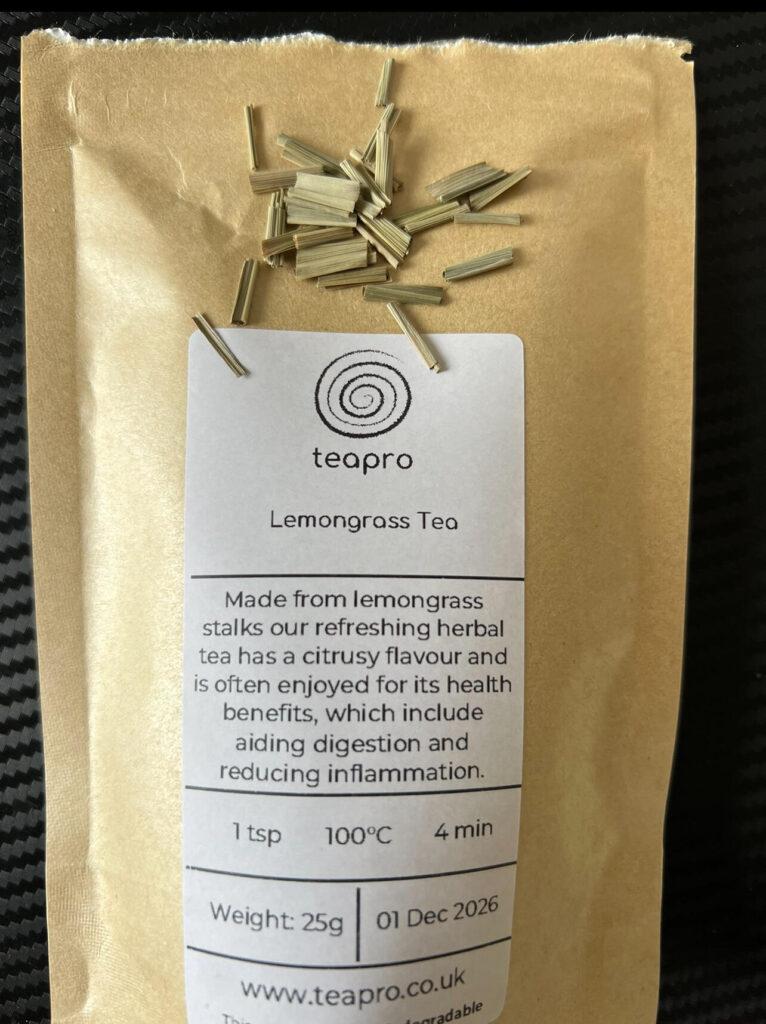 teapro
Lemongrass Tea
Made from lemongrass
stalks our refreshing herbal
tea has a citrusy flavour and
is often enjoyed for its health
benefits, which include
aiding digestion and
reducing inflammation.
1 tsp 100°C 4 min
Weight: 25g 01 Dec 2026
www.teapro.co.uk